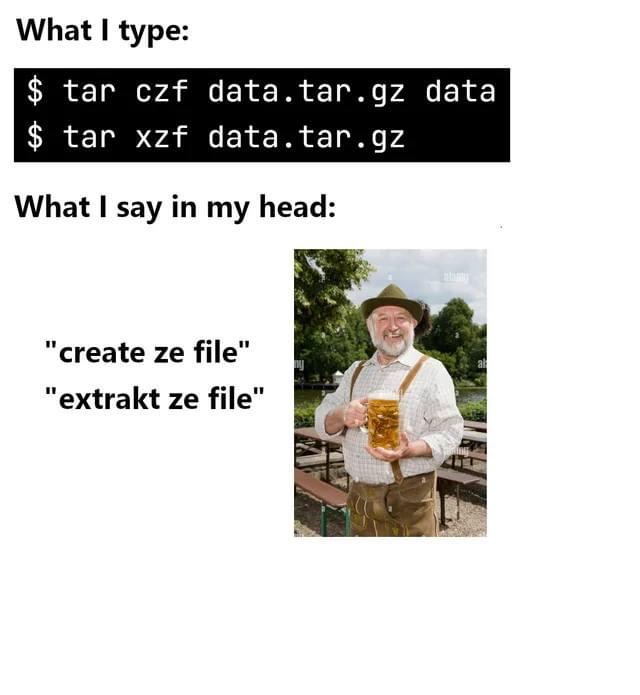 What I type:
$ tar czf data.tar.gz data
$ tar xzf data.tar.gz
What I say in my head:
"create ze file"
"extrakt ze file"
alamy